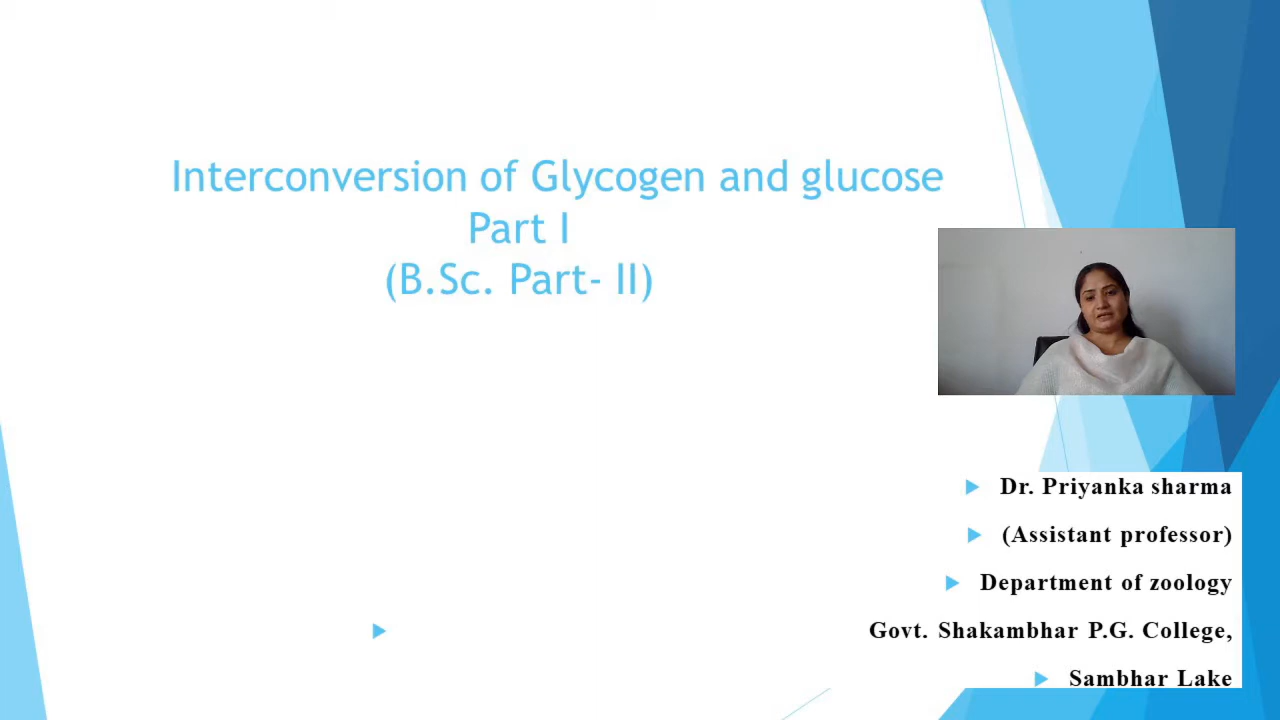 Interconversion of Glycogen and glucose
Part I
(B.Sc. Part- II)
Dr. Priyanka sharma
(Assistant professor)
Department of zoology
Govt. Shakambhar P.G. College,
Sambhar Lake